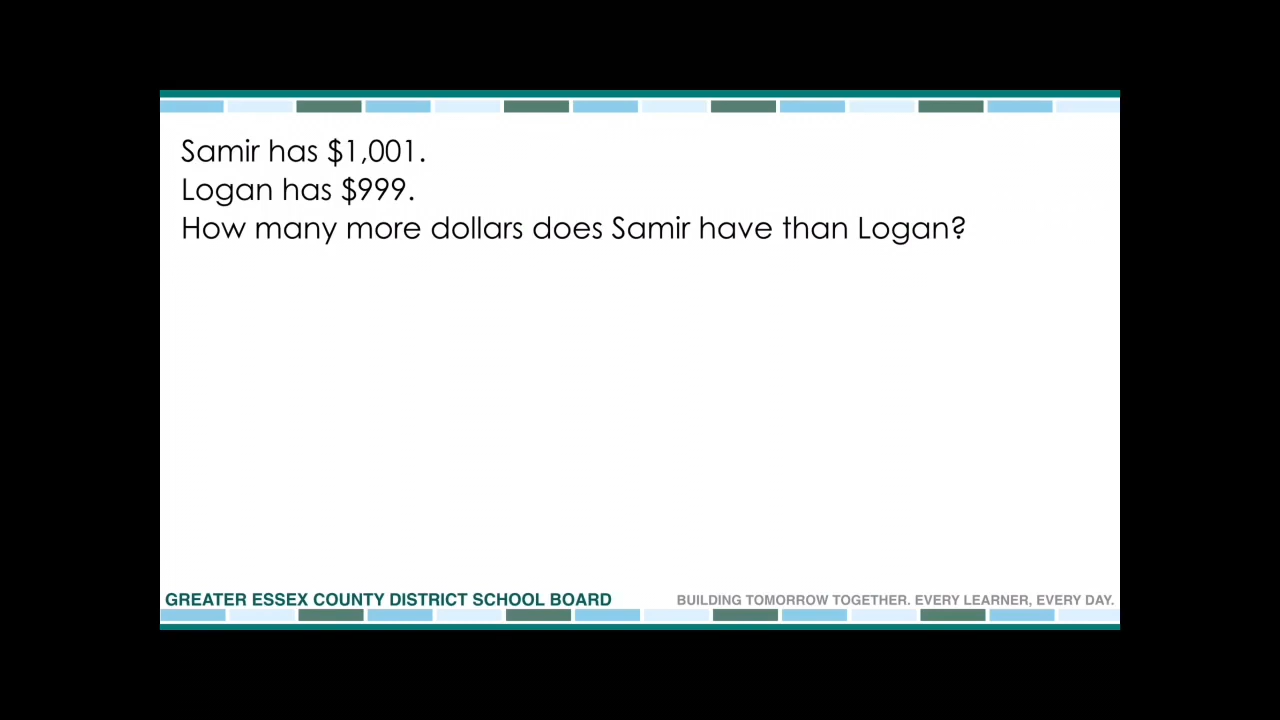 Samir has $1,001.
Logan has $999.
How many more dollars does Samir have than Logan?
GREATER ESSEX COUNTY DISTRICT SCHOOL BOARD
BUILDING TOMORROW TOGETHER. EVERY LEARNER, EVERY DAY.